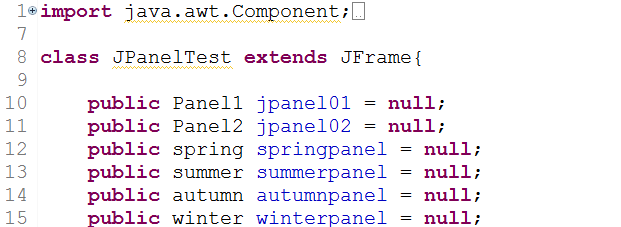 1 import java.awt.Component;
7
8 class JPanelTest extends JFrame{
9
10 public Panel1 jpanel01 = null;
11 public Panel2 jpanel02 = null;
12 public spring springpanel = null;
13 public summer summerpanel = null;
14 public autumn autumnpanel = null;
15 public winter winterpanel = null;